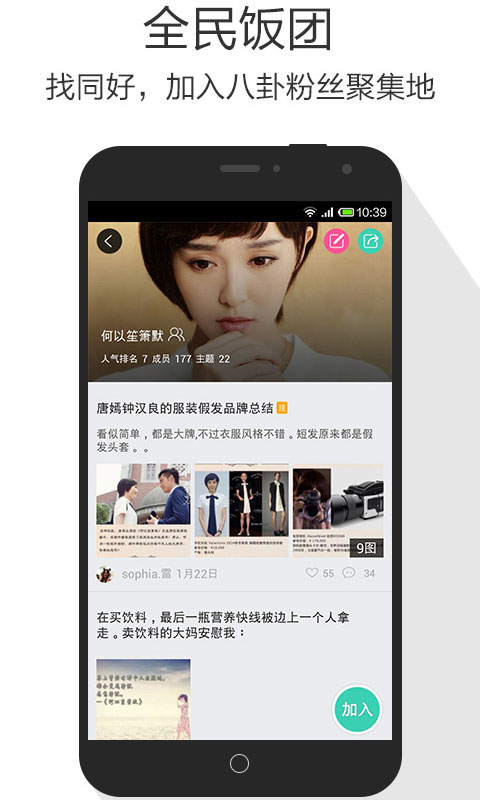 全民饭团
找同好，加入八卦粉丝聚集地
10:39
何以笙箫默
人气排名 7 成员 177 主题 22
唐嫣钟汉良的服装假发品牌总结 顶
看似简单，都是大牌,不过衣服风格不错。短发原来都是假
发头套。。
9图
sophia.雷 1月22日
55
34
在买饮料，最后一瓶营养快线被边上一个人拿
走。卖饮料的大妈安慰我：
加入